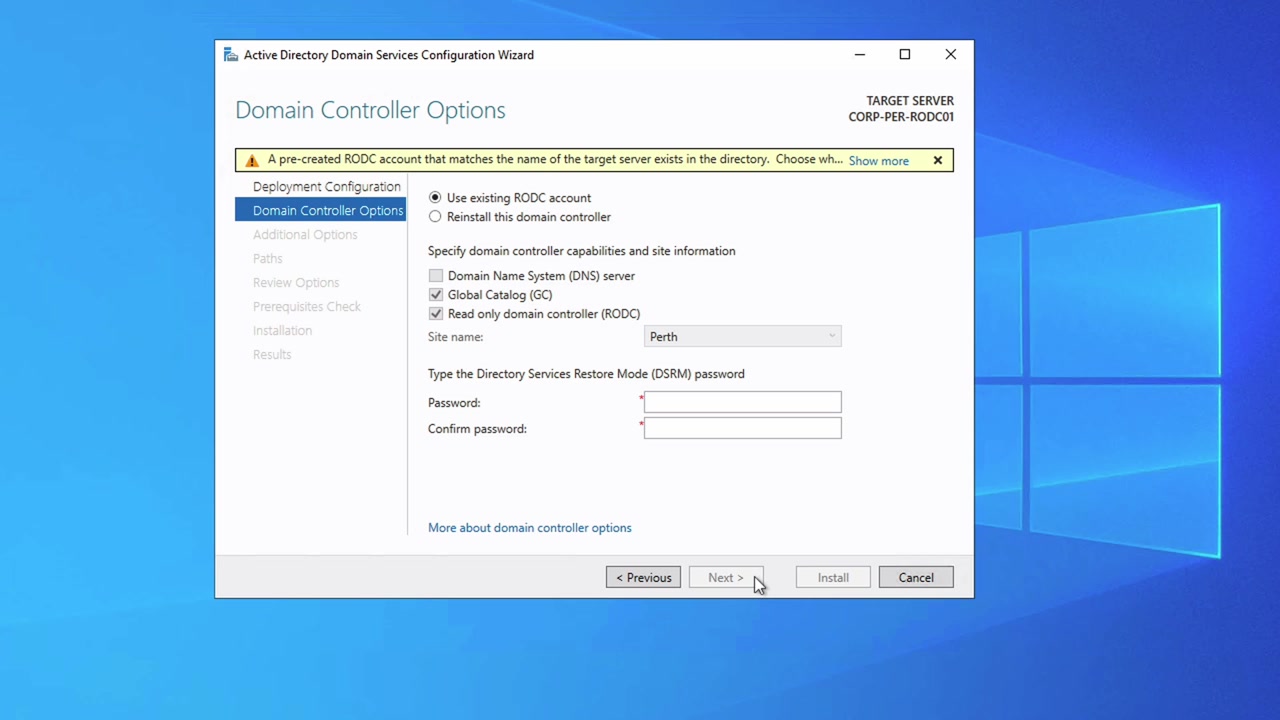 Active Directory Domain Services Configuration Wizard
Domain Controller Options
TARGET SERVER
CORP-PER-RODC01
A pre-created RODC account that matches the name of the target server exists in the directory. Choose wh... Show more
Deployment Configuration
Domain Controller Options
Additional Options
Paths
Review Options
Prerequisites Check
Installation
Results
Use existing RODC account
Reinstall this domain controller
Specify domain controller capabilities and site information
Domain Name System (DNS) server
Global Catalog (GC)
Read only domain controller (RODC)
Site name: Perth
Type the Directory Services Restore Mode (DSRM) password
Password: *
Confirm password: *
More about domain controller options
< Previous Next > Install Cancel